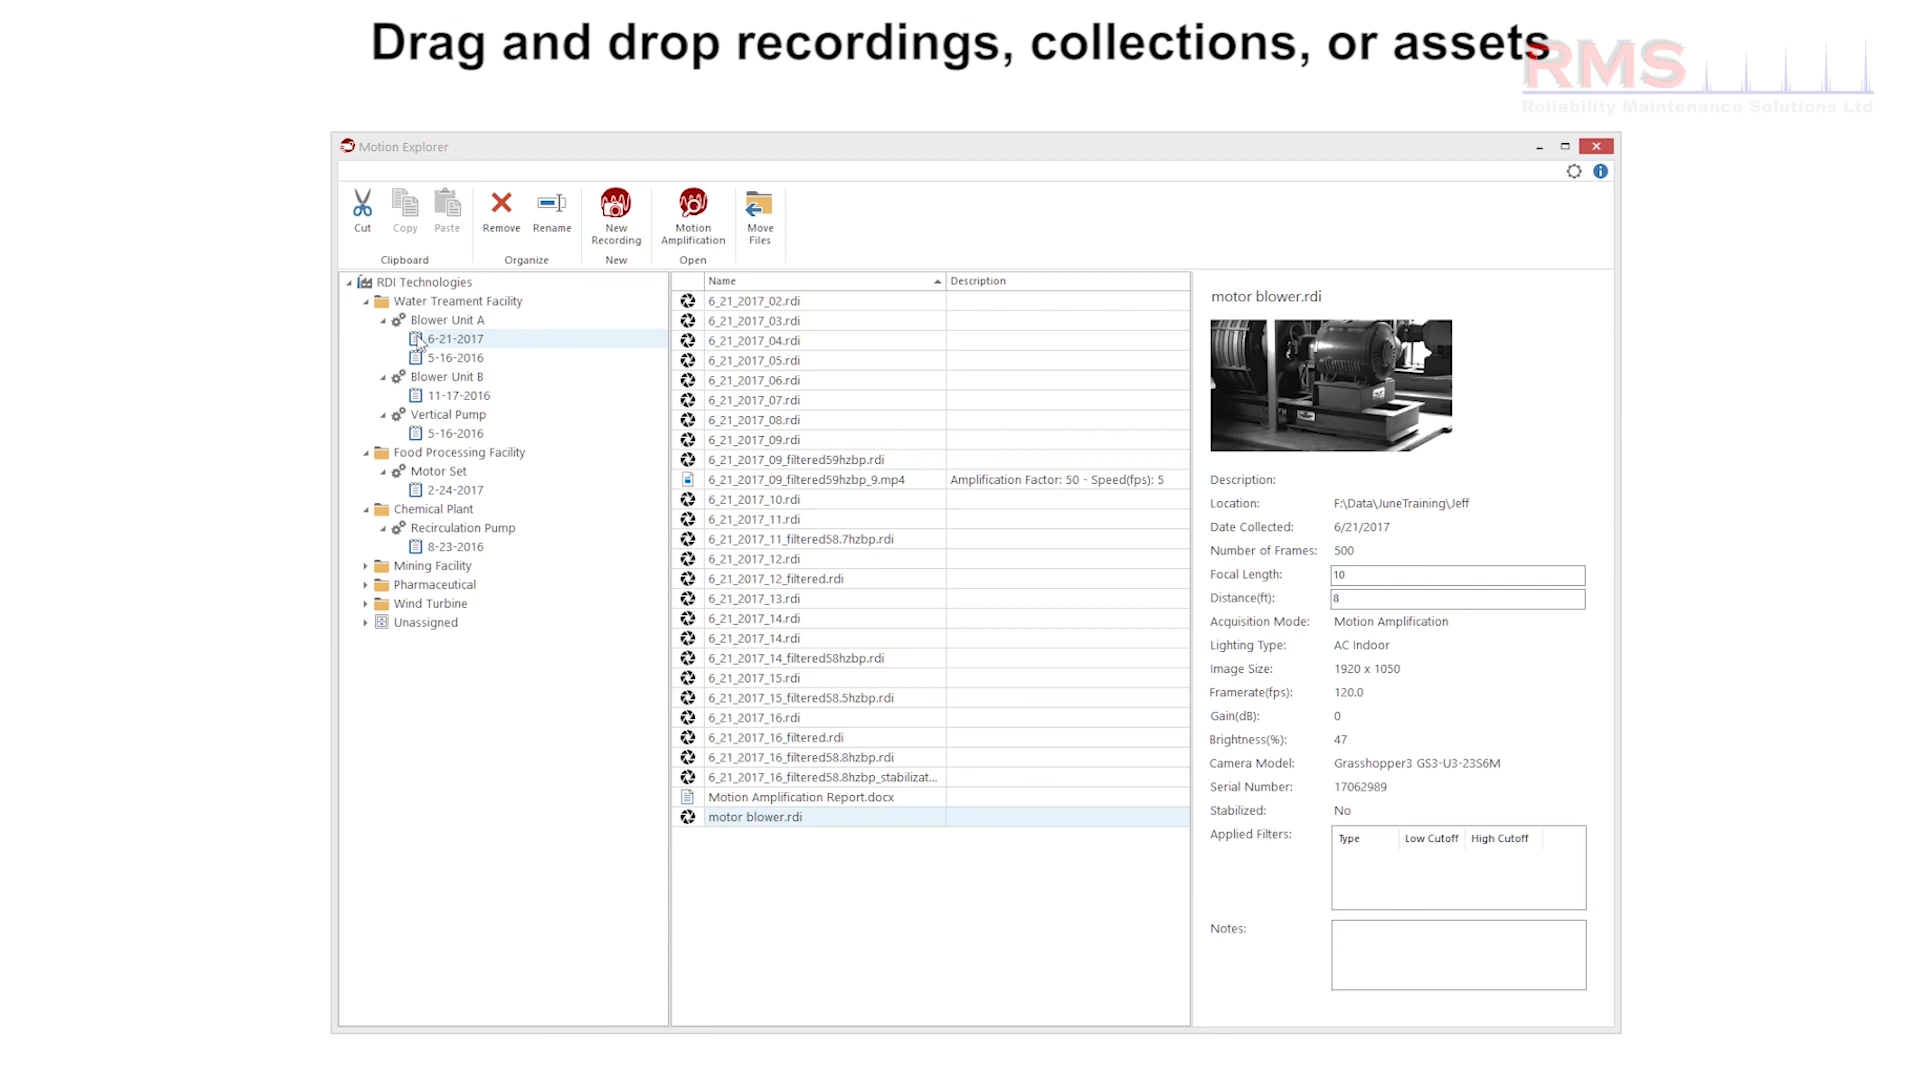 Drag and drop recordings, collections, or assets
RMS
Reliability Maintenance Solutions Ltd
Motion Explorer
Cut
Copy
Paste
Remove
Rename
New Recording
Motion Amplification
Move Files
Clipboard
Organize
New
Open
RDI Technologies
Water Treament Facility
Blower Unit A
6-21-2017
5-16-2016
Blower Unit B
11-17-2016
Vertical Pump
5-16-2016
Food Processing Facility
Motor Set
2-24-2017
Chemical Plant
Recirculation Pump
8-23-2016
Mining Facility
Pharmaceutical
Wind Turbine
Unassigned
Name Description
6_21_2017_02.rdi
6_21_2017_03.rdi
6_21_2017_04.rdi
6_21_2017_05.rdi
6_21_2017_06.rdi
6_21_2017_07.rdi
6_21_2017_08.rdi
6_21_2017_09.rdi
6_21_2017_09_filtered59hzbp.rdi
6_21_2017_09_filtered59hzbp_9.mp4 Amplification Factor: 50 - Speed(fps): 5
6_21_2017_10.rdi
6_21_2017_11.rdi
6_21_2017_11_filtered58.7hzbp.rdi
6_21_2017_12.rdi
6_21_2017_12_filtered.rdi
6_21_2017_13.rdi
6_21_2017_14.rdi
6_21_2017_14.rdi
6_21_2017_14_filtered58hzbp.rdi
6_21_2017_15.rdi
6_21_2017_15_filtered58.5hzbp.rdi
6_21_2017_16.rdi
6_21_2017_16_filtered.rdi
6_21_2017_16_filtered58.8hzbp.rdi
6_21_2017_16_filtered58.8hzbp_stabilizat...
Motion Amplification Report.docx
motor blower.rdi
motor blower.rdi
Description:
Location: F:\Data\JuneTraining\Jeff
Date Collected: 6/21/2017
Number of Frames: 500
Focal Length: 10
Distance(ft): 8
Acquisition Mode: Motion Amplification
Lighting Type: AC Indoor
Image Size: 1920 x 1050
Framerate(fps): 120.0
Gain(dB): 0
Brightness(%): 47
Camera Model: Grasshopper3 GS3-U3-23S6M
Serial Number: 17062989
Stabilized: No
Applied Filters: Type Low Cutoff High Cutoff
Notes: